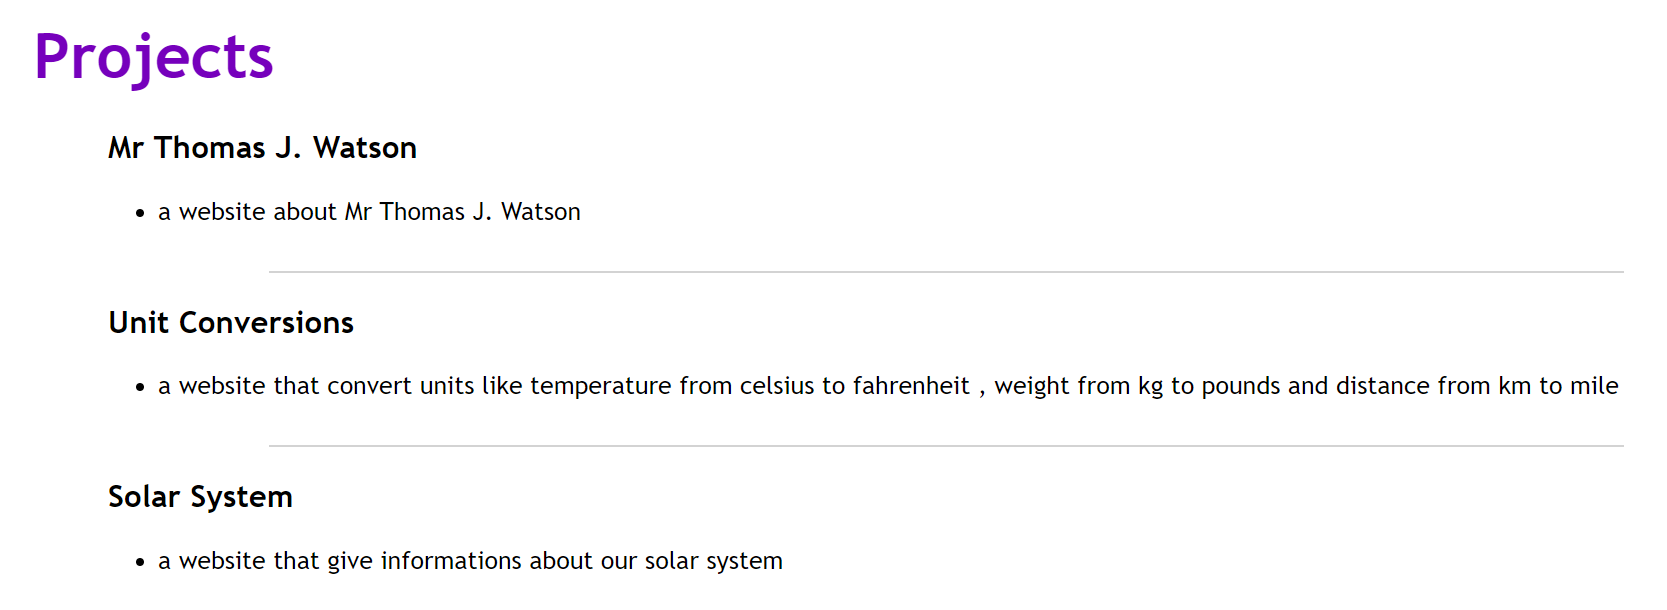 Projects
Mr Thomas J. Watson
• a website about Mr Thomas J. Watson
Unit Conversions
• a website that convert units like temperature from celsius to fahrenheit , weight from kg to pounds and distance from km to mile
Solar System
• a website that give informations about our solar system